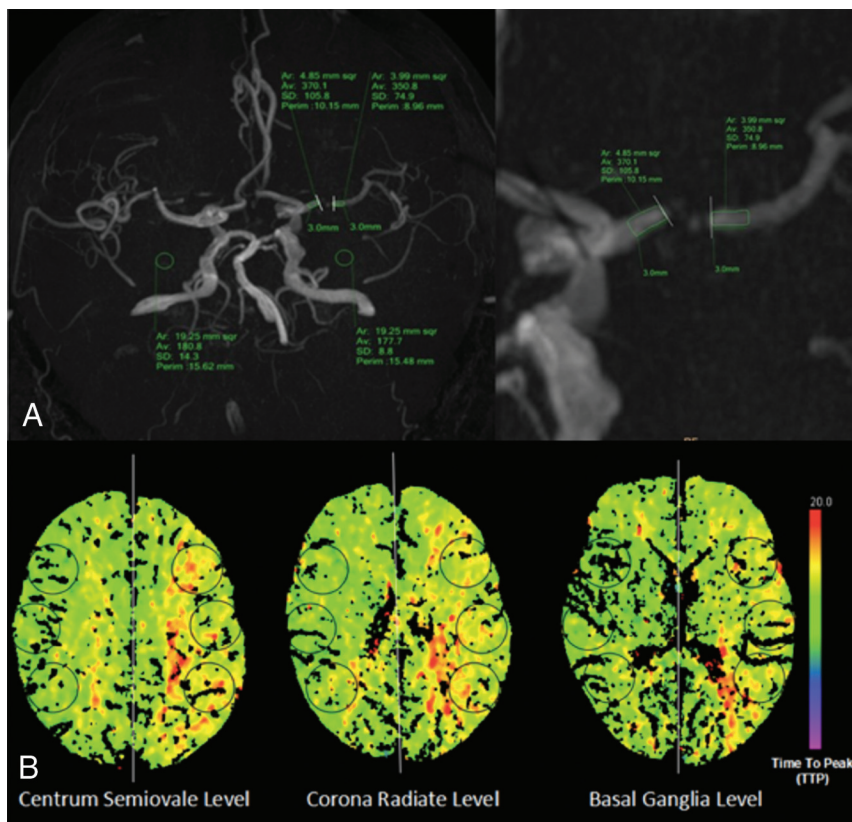 Ar: 4.85 mm sqr
Av: 370.1
SD: 105.8
Perim :10.15 mm
Ar: 3.99 mm sqr
Av: 350.8
SD: 74.9
Perim :8.96 mm
3.0mm
3.0mm
Ar: 19.25 mm sqr
Av: 180.8
SD: 14.3
Perim :15.62 mm
Ar: 19.25 mm sqr
Av: 177.7
SD: 8.8
Perim :15.48 mm
Ar: 4.85 mm sqr
Av: 370.1
SD: 105.8
Perim :10.15 mm
Ar: 3.99 mm sqr
Av: 350.8
SD: 74.9
Perim :8.96 mm
3.0mm
3.0mm
A
20.0
Time To Peak
(TTP)
B
Centrum Semiovale Level
Corona Radiate Level
Basal Ganglia Level